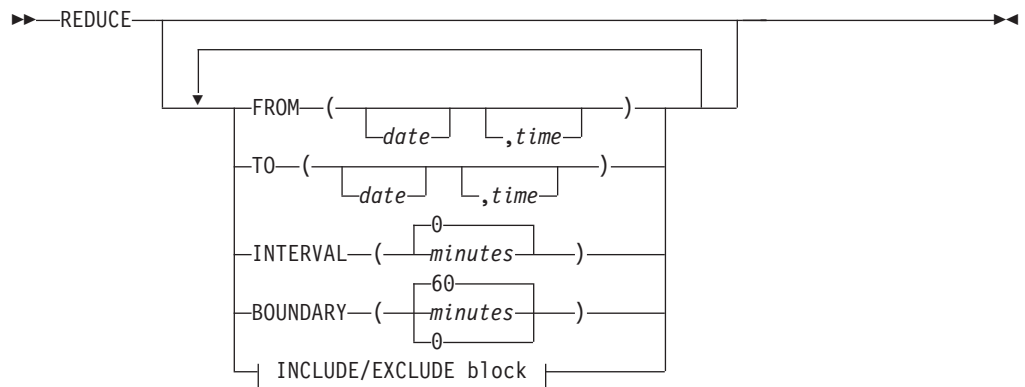 REDUCE
FROM ( date ,time )
TO ( date ,time )
0
INTERVAL ( minutes )
60
BOUNDARY ( minutes )
0
INCLUDE/EXCLUDE block